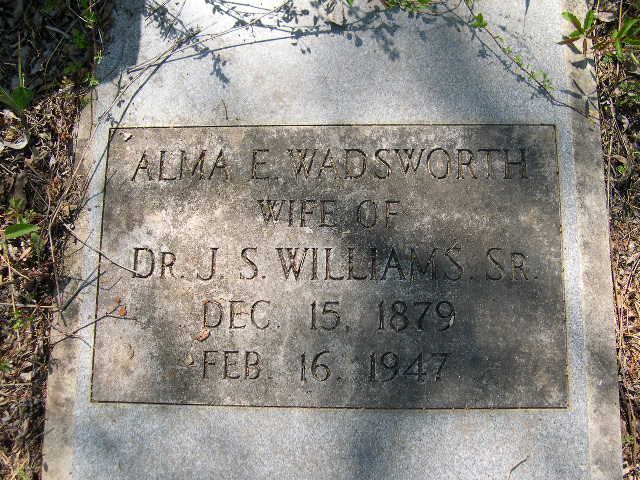 ALMA E. WADSWORTH
WIFE OF
DR. J. S. WILLIAMS, SR.
DEC. 15, 1879
FEB. 16, 1947